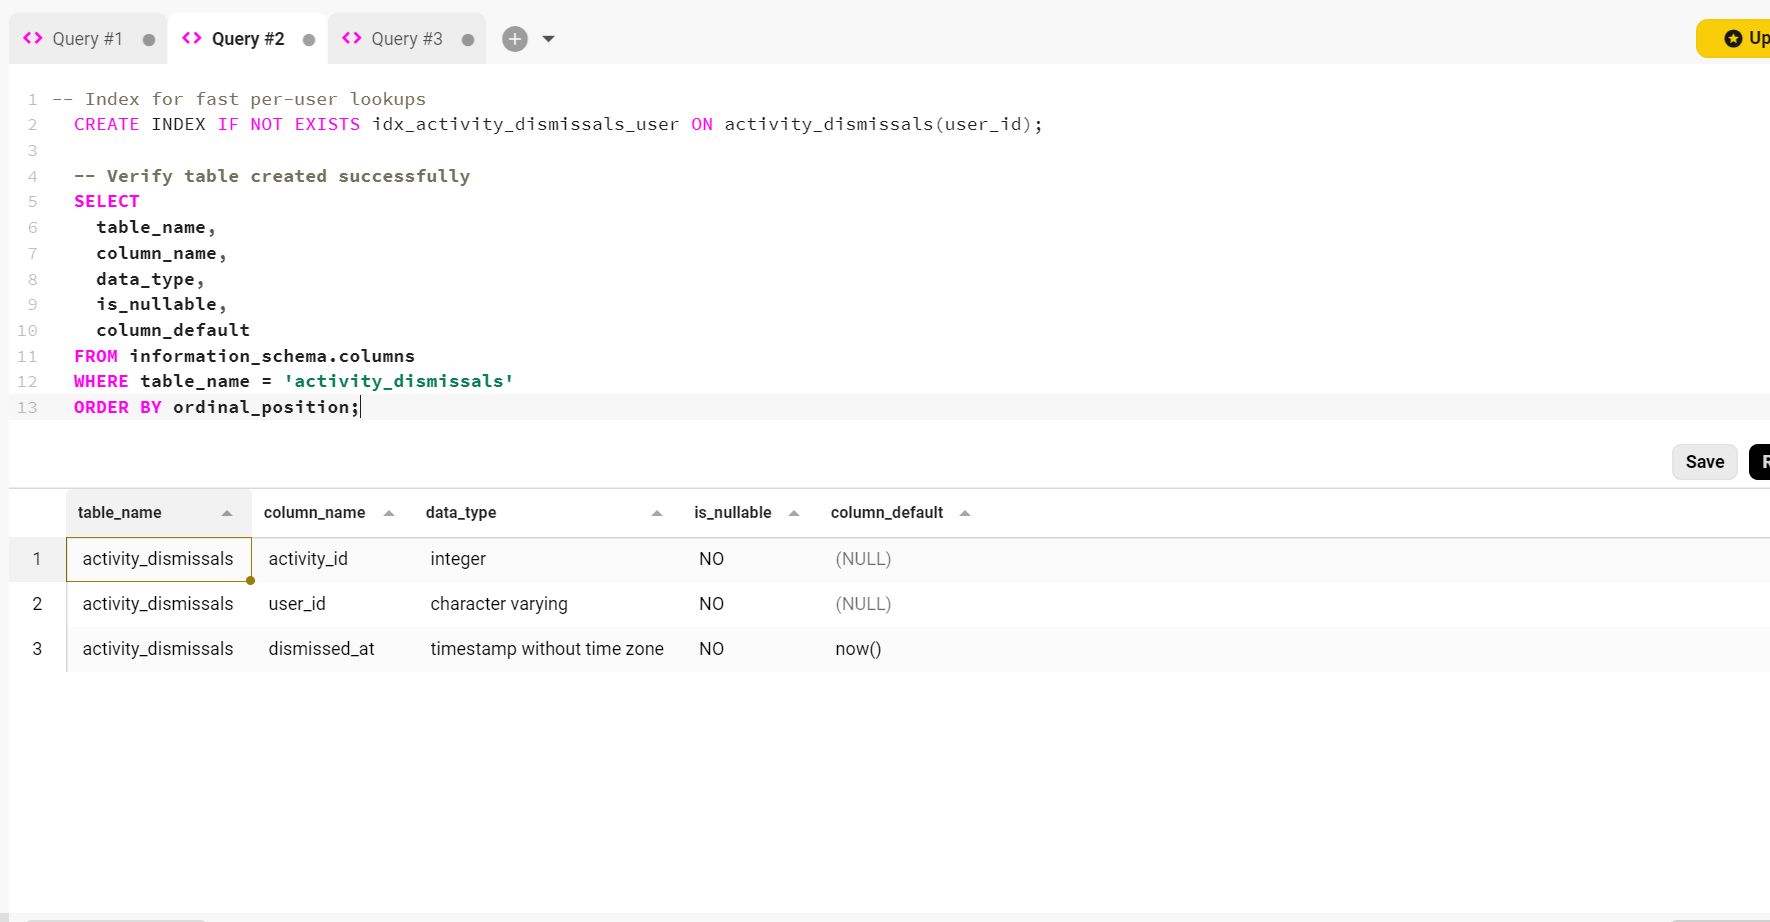 Query #1
Query #2
Query #3
Up
1 -- Index for fast per-user lookups
2 CREATE INDEX IF NOT EXISTS idx_activity_dismissals_user ON activity_dismissals(user_id);
3
4 -- Verify table created successfully
5 SELECT
6 table_name,
7 column_name,
8 data_type,
9 is_nullable,
10 column_default
11 FROM information_schema.columns
12 WHERE table_name = 'activity_dismissals'
13 ORDER BY ordinal_position;
Save
table_name column_name data_type is_nullable column_default
1 activity_dismissals activity_id integer NO (NULL)
2 activity_dismissals user_id character varying NO (NULL)
3 activity_dismissals dismissed_at timestamp without time zone NO now()